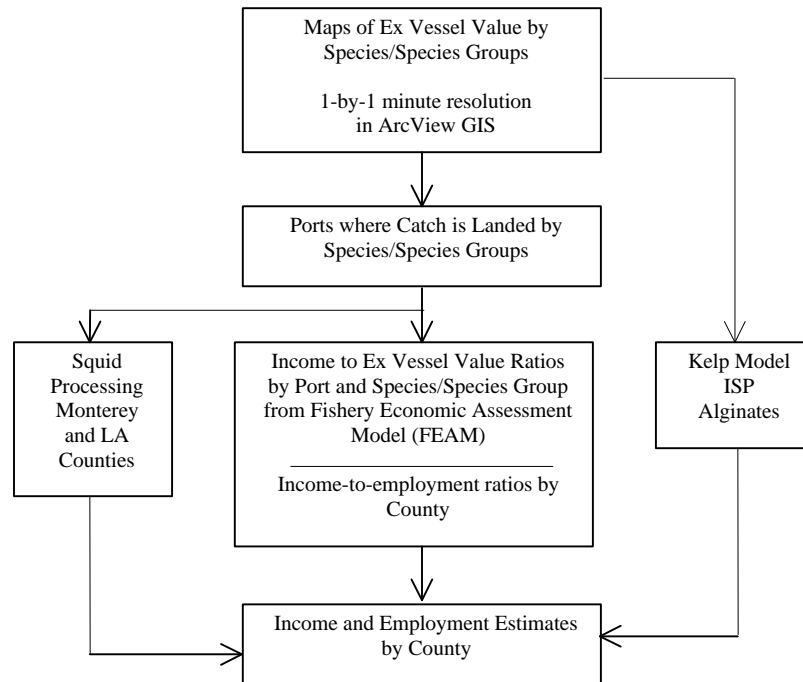 Maps of Ex Vessel Value by
Species/Species Groups
1-by-1 minute resolution
in ArcView GIS
Ports where Catch is Landed by
Species/Species Groups
Squid
Processing
Monterey
and LA
Counties
Income to Ex Vessel Value Ratios
by Port and Species/Species Group
from Fishery Economic Assessment
Model (FEAM)
Income-to-employment ratios by
County
Kelp Model
ISP
Alginates
Income and Employment Estimates
by County